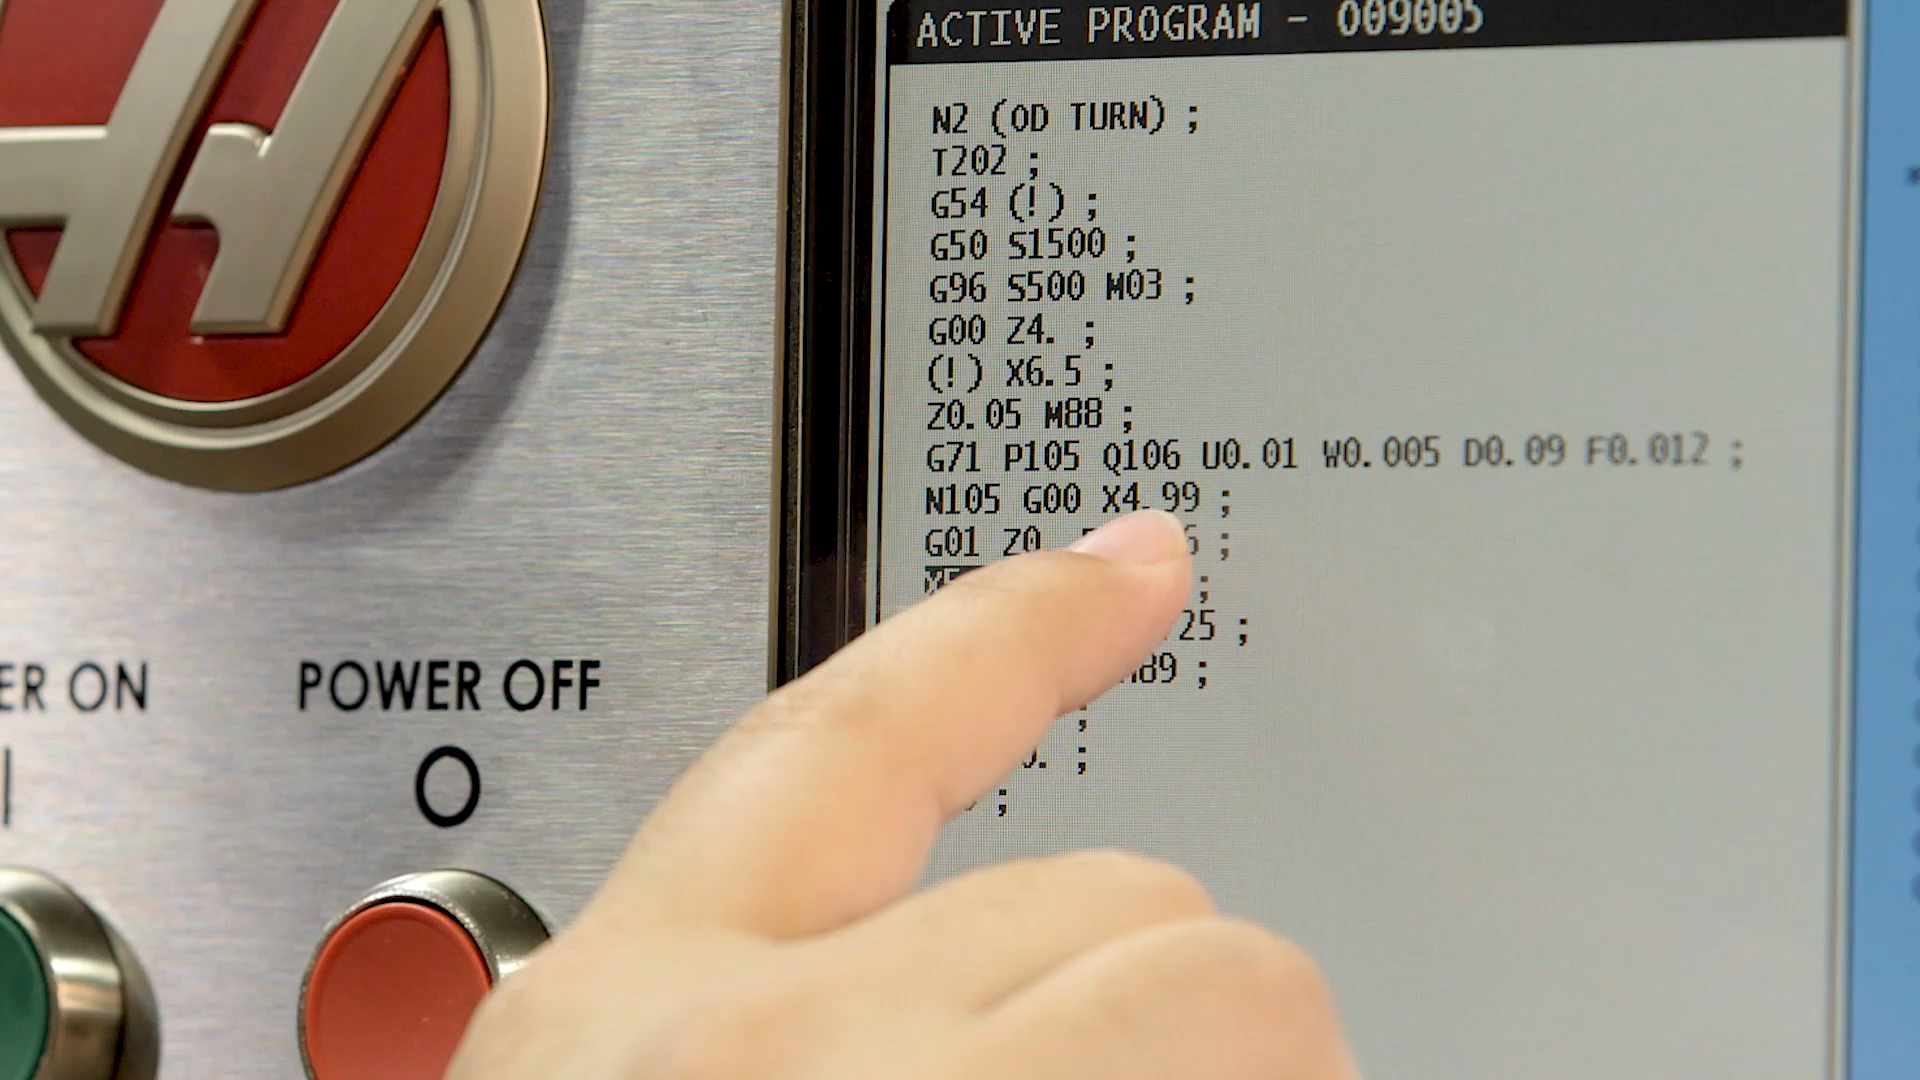 ACTIVE PROGRAM - O09005
N2 (OD TURN) ;
T202 ;
G54 (!) ;
G50 S1500 ;
G96 S500 M03 ;
G00 Z4. ;
(!) X6.5 ;
Z0.05 M88 ;
G71 P105 Q106 U0.01 W0.005 D0.09 F0.012 ;
N105 G00 X4.99 ;
G01 Z0 ;
;
25 ;
89 ;
;
;
;
ER ON
POWER OFF